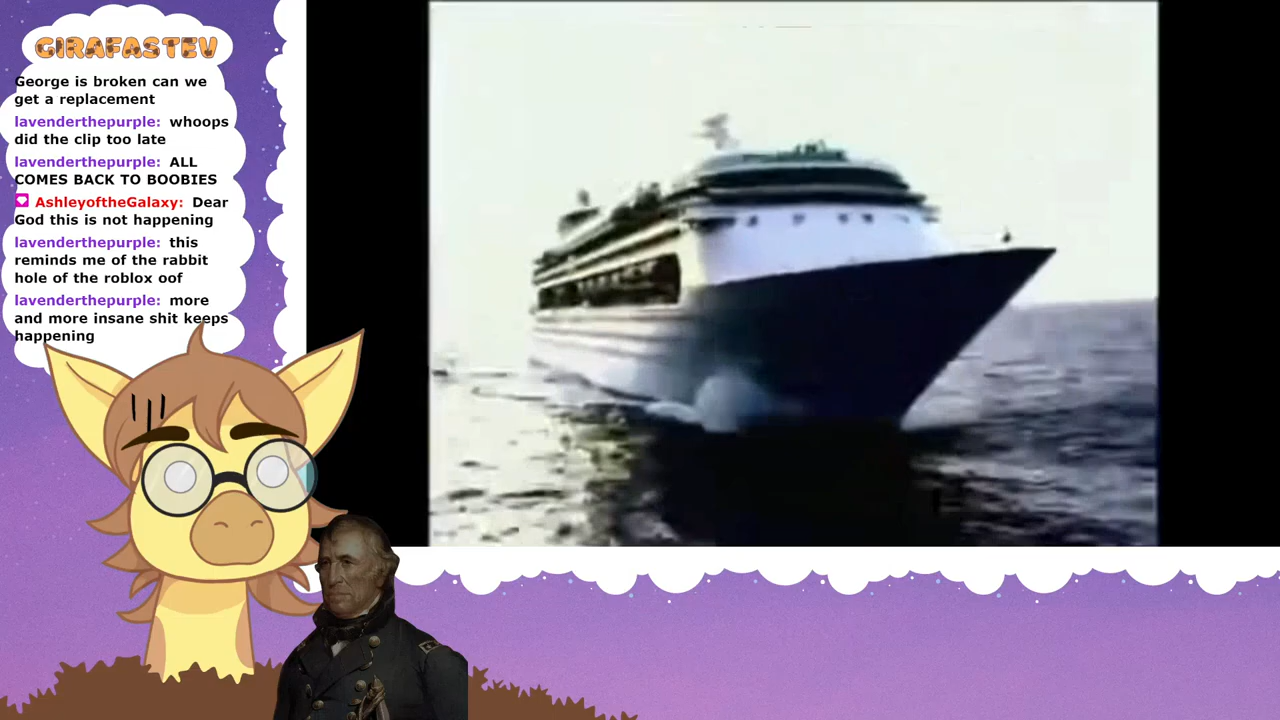 GIRAFASTEV
George is broken can we
get a replacement
lavenderthepurple: whoops
did the clip too late
lavenderthepurple: ALL
COMES BACK TO BOOBIES
AshleyoftheGalaxy: Dear
God this is not happening
lavenderthepurple: this
reminds me of the rabbit
hole of the roblox oof
lavenderthepurple: more
and more insane shit keeps
happening